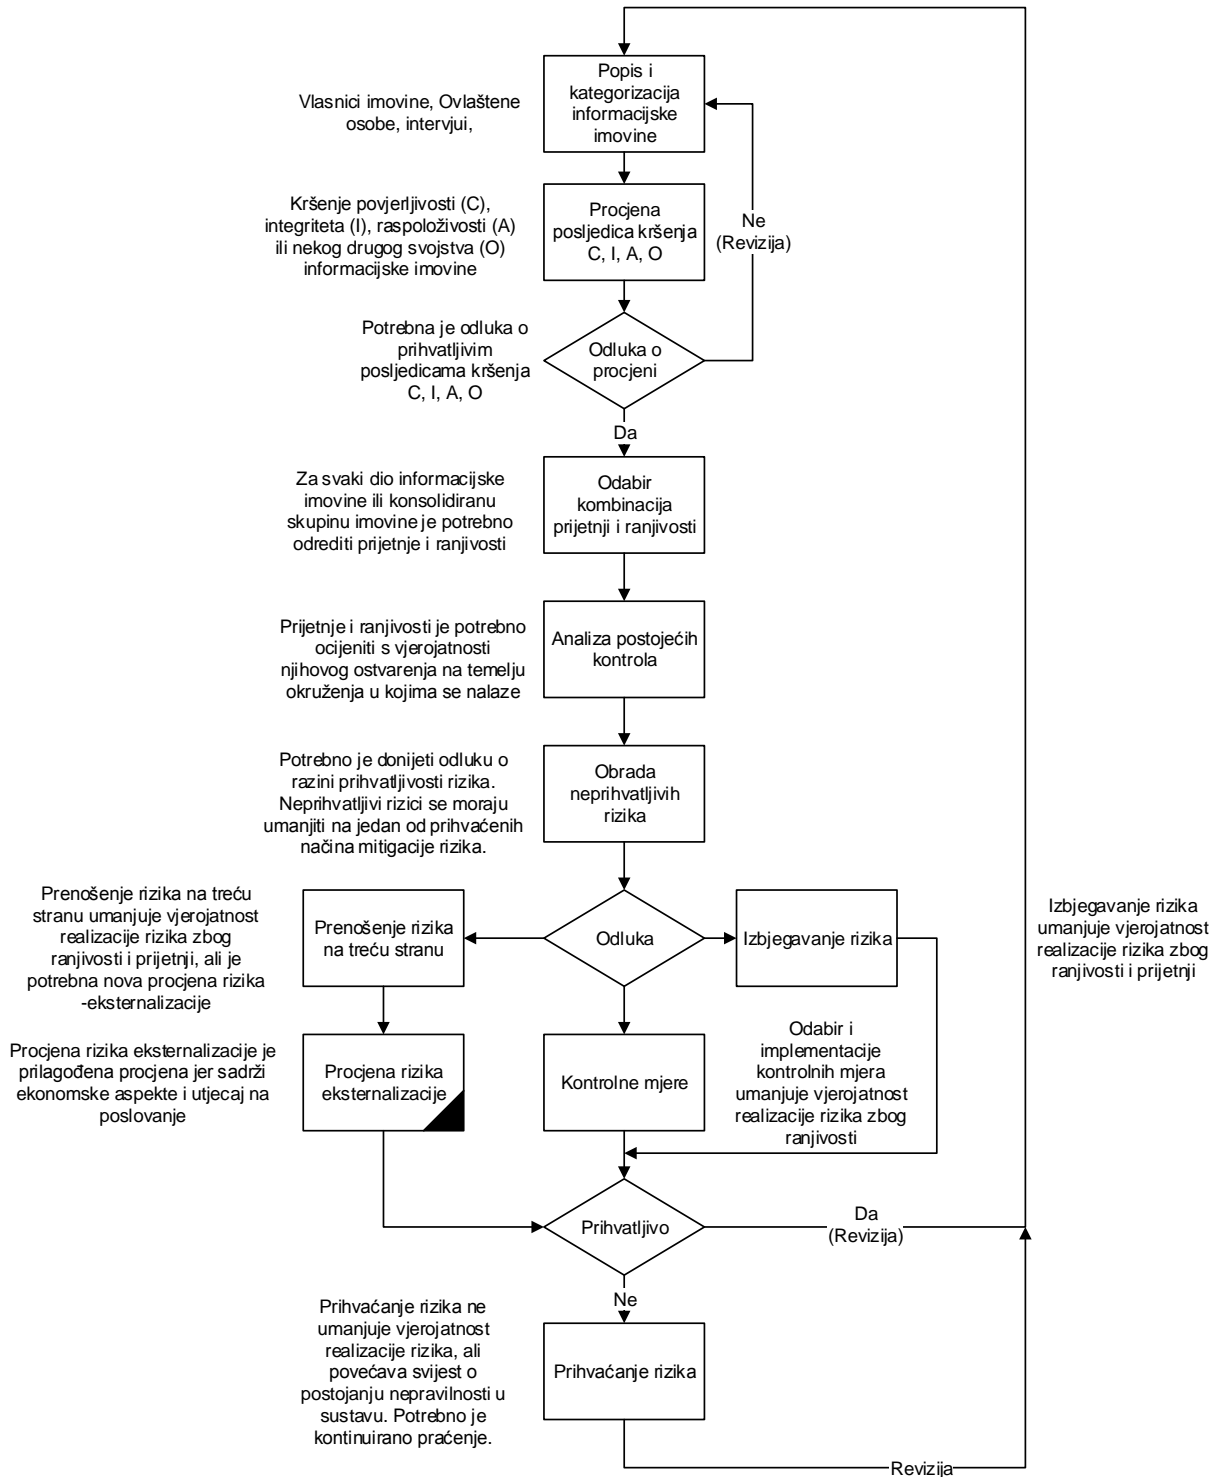 Popis i
kategorizacija
informacijske
imovine
Vlasnici imovine, Ovlaštene
osobe, intervjui,
Kršenje povjerljivosti (C),
integriteta (I), raspoloživosti (A)
ili nekog drugog svojstva (O)
informacijske imovine
Procjena
posljedica kršenja
C, I, A, O
Ne
(Revizija)
Potrebna je odluka o
prihvatljivim
posljedicama kršenja
C, I, A, O
Odluka o
procjeni
Da
Za svaki dio informacijske
imovine ili konsolidiranu
skupinu imovine je potrebno
odrediti prijetnje i ranjivosti
Odabir
kombinacija
prijetnji i ranjivosti
Prijetnje i ranjivosti je potrebno
ocijeniti s vjerojatnosti
njihovog ostvarenja na temelju
okruženja u kojima se nalaze
Analiza postojećih
kontrola
Potrebno je donijeti odluku o
razini prihvatljivosti rizika.
Neprihvatljivi rizici se moraju
umanjiti na jedan od prihvaćenih
načina mitigacije rizika.
Obrada
neprihvatljivih
rizika
Prenošenje rizika na treću
stranu umanjuje vjerojatnost
realizacije rizika zbog
ranjivosti i prijetnji, ali je
potrebna nova procjena rizika
-eksternalizacije
Prenošenje rizika
na treću stranu
Odluka
Izbjegavanje rizika
Izbjegavanje rizika
umanjuje vjerojatnost
realizacije rizika zbog
ranjivosti i prijetnji
Procjena rizika eksternalizacije je
prilagođena procjena jer sadrži
ekonomske aspekte i utjecaj na
poslovanje
Procjena rizika
eksternalizacije
Kontrolne mjere
Odabir i
implementacije
kontrolnih mjera
umanjuje vjerojatnost
realizacije rizika zbog
ranjivosti
Prihvatljivo
Da
(Revizija)
Ne
Prihvaćanje rizika ne
umanjuje vjerojatnost
realizacije rizika, ali
povećava svijest o
postojanju nepravilnosti u
sustavu. Potrebno je
kontinuirano praćenje.
Prihvaćanje rizika
Revizija